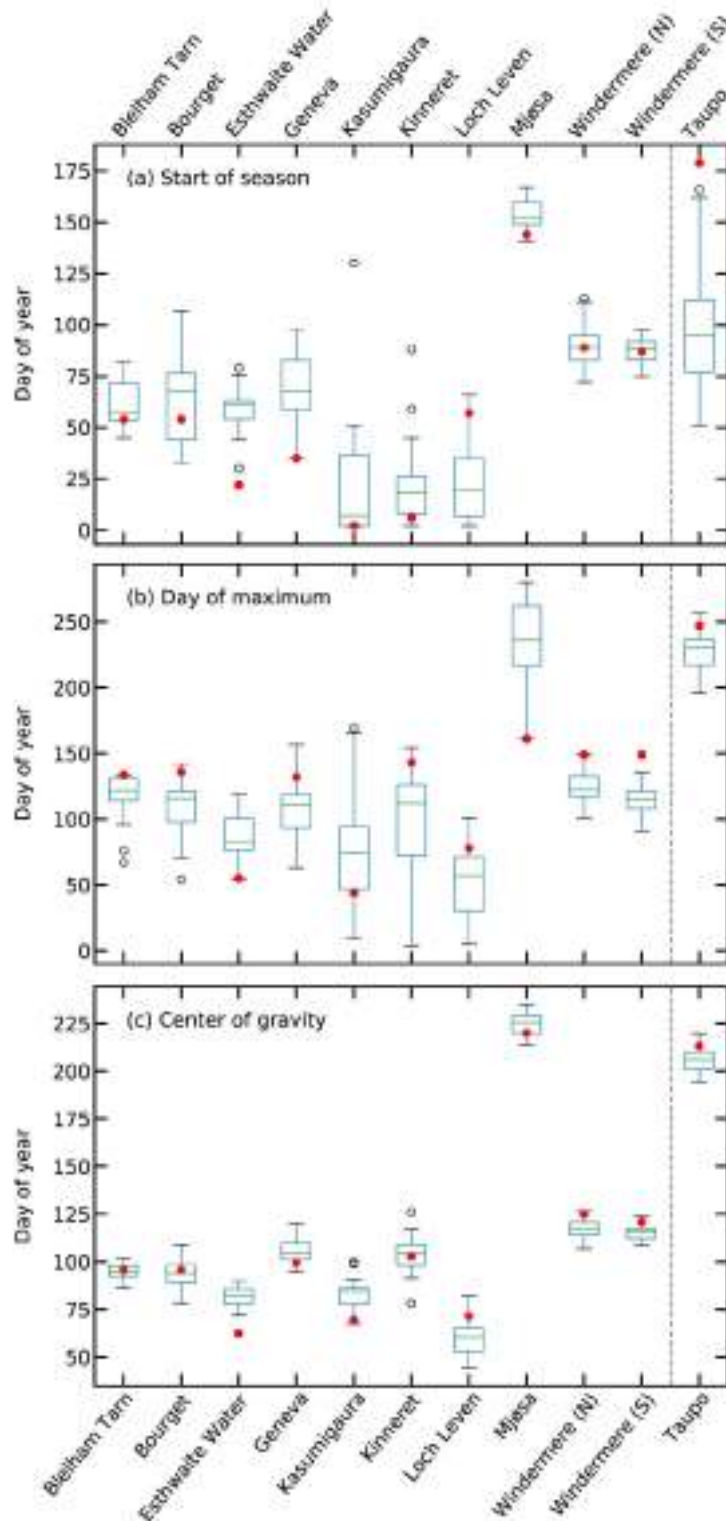 Blelham Tarn
Bourget
Esthwaite Water
Geneva
Kasumigaura
Kinneret
Loch Leven
Mjøsa
Windermere (N)
Windermere (S)
Taupo
(a) Start of season
Day of year
175
150
125
100
75
50
25
0
(b) Day of maximum
Day of year
250
200
150
100
50
0
(c) Center of gravity
Day of year
225
200
175
150
125
100
75
50
Blelham Tarn
Bourget
Esthwaite Water
Geneva
Kasumigaura
Kinneret
Loch Leven
Mjøsa
Windermere (N)
Windermere (S)
Taupo